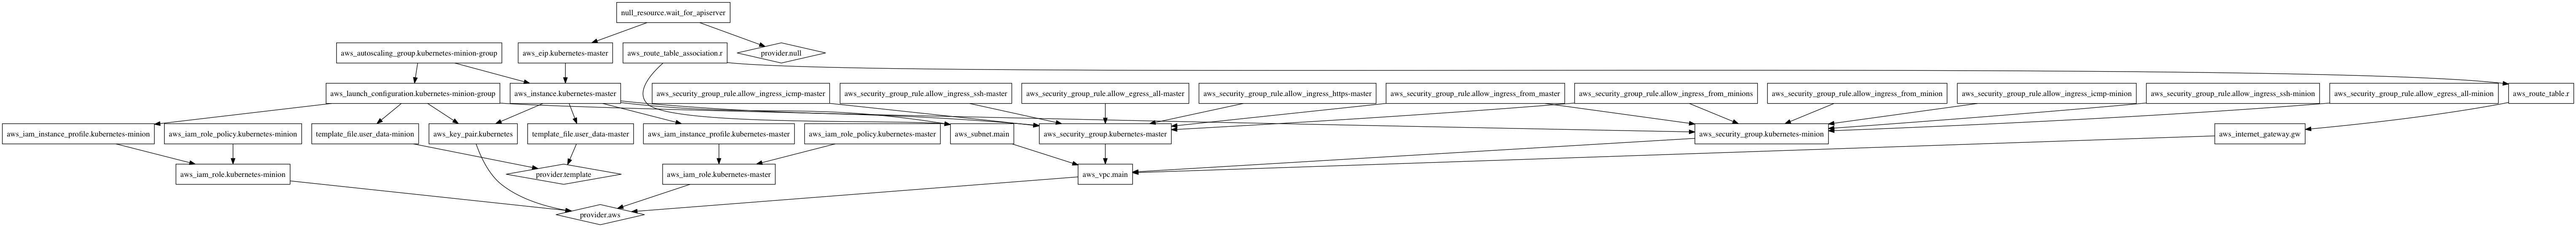 null_resource.wait_for_apiserver
aws_autoscaling_group.kubernetes-minion-group
aws_eip.kubernetes-master
aws_route_table_association.r
provider.null
aws_launch_configuration.kubernetes-minion-group
aws_instance.kubernetes-master
aws_security_group_rule.allow_ingress_icmp-master
aws_security_group_rule.allow_ingress_ssh-master
aws_security_group_rule.allow_egress_all-master
aws_security_group_rule.allow_ingress_https-master
aws_security_group_rule.allow_ingress_from_master
aws_security_group_rule.allow_ingress_from_minions
aws_security_group_rule.allow_ingress_from_minion
aws_security_group_rule.allow_ingress_icmp-minion
aws_security_group_rule.allow_ingress_ssh-minion
aws_security_group_rule.allow_egress_all-minion
aws_route_table.r
aws_iam_instance_profile.kubernetes-minion
aws_iam_role_policy.kubernetes-minion
template_file.user_data-minion
aws_key_pair.kubernetes
template_file.user_data-master
aws_iam_instance_profile.kubernetes-master
aws_iam_role_policy.kubernetes-master
aws_subnet.main
aws_security_group.kubernetes-master
aws_security_group.kubernetes-minion
aws_internet_gateway.gw
aws_iam_role.kubernetes-minion
provider.template
aws_iam_role.kubernetes-master
aws_vpc.main
provider.aws